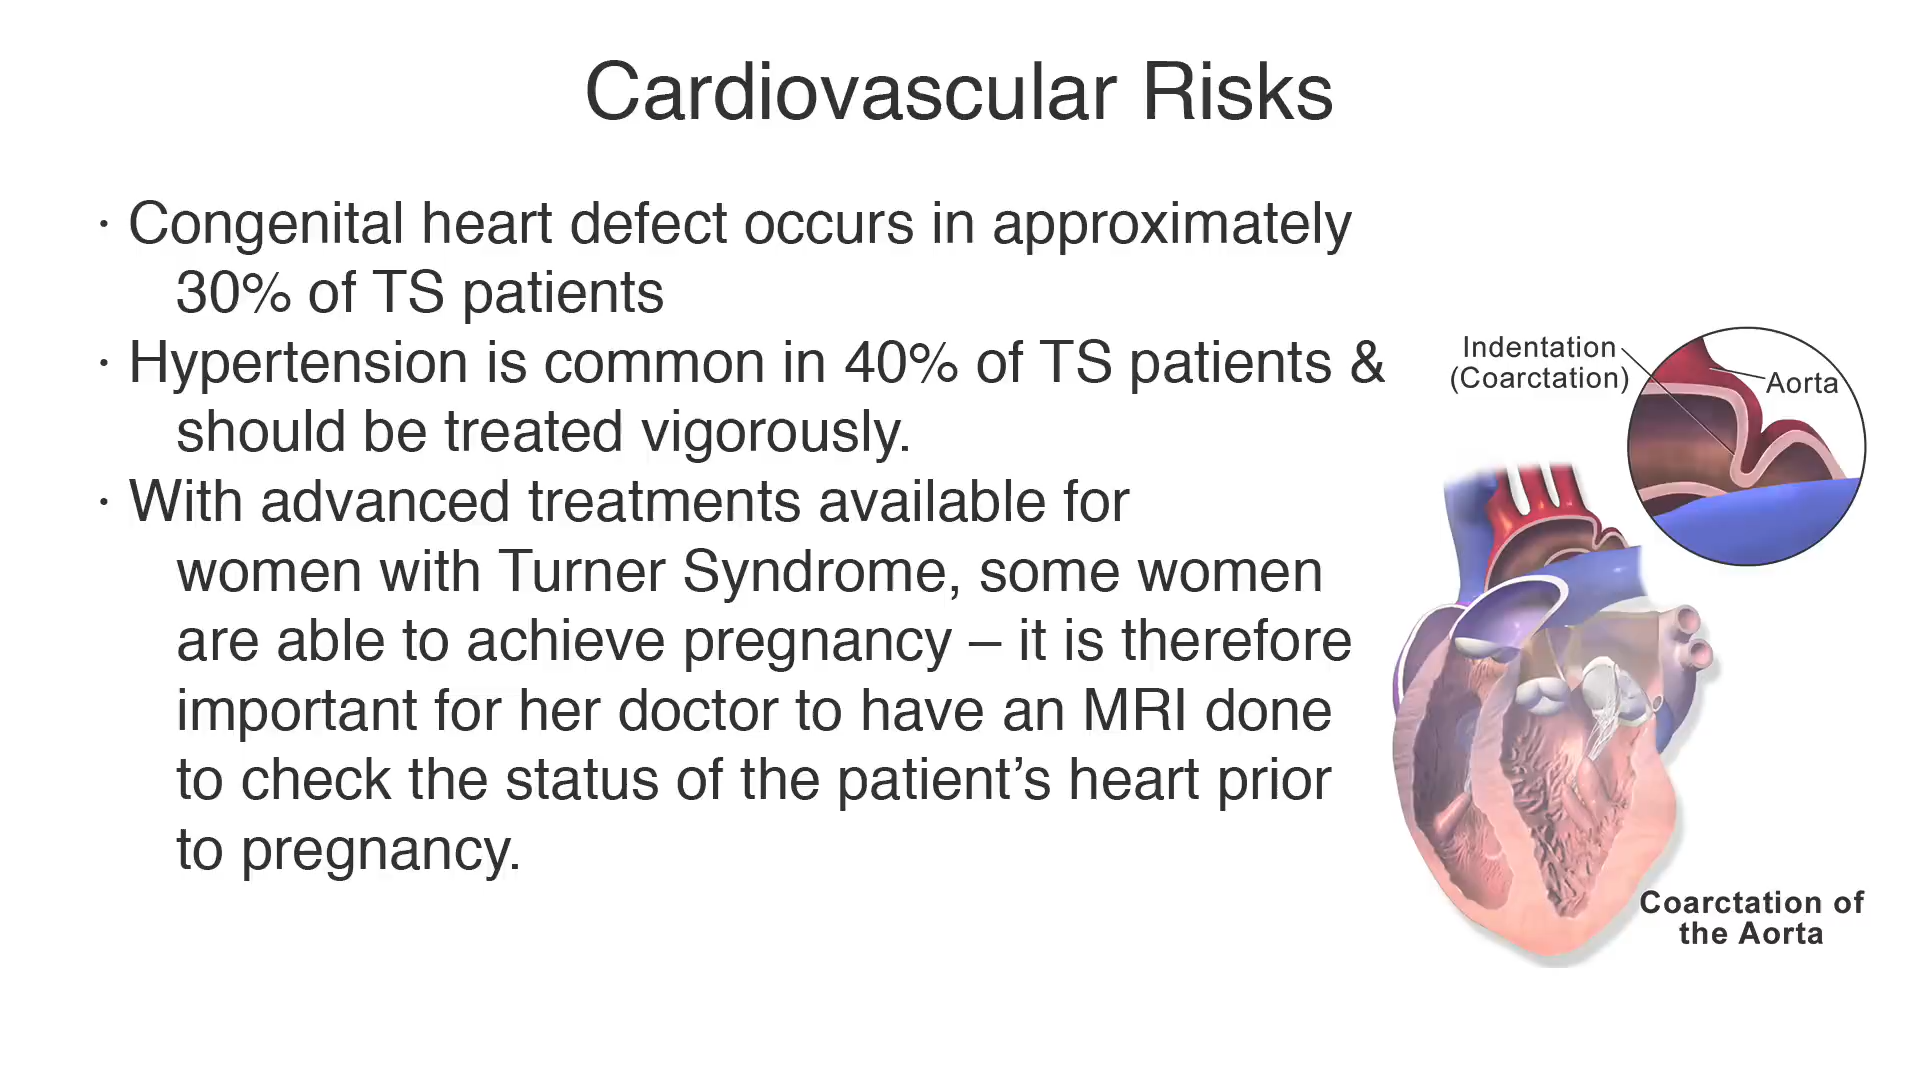 Cardiovascular Risks
· Congenital heart defect occurs in approximately
30% of TS patients
· Hypertension is common in 40% of TS patients &
should be treated vigorously.
· With advanced treatments available for
women with Turner Syndrome, some women
are able to achieve pregnancy – it is therefore
important for her doctor to have an MRI done
to check the status of the patient’s heart prior
to pregnancy.
Indentation
(Coarctation)
Aorta
Coarctation of
the Aorta